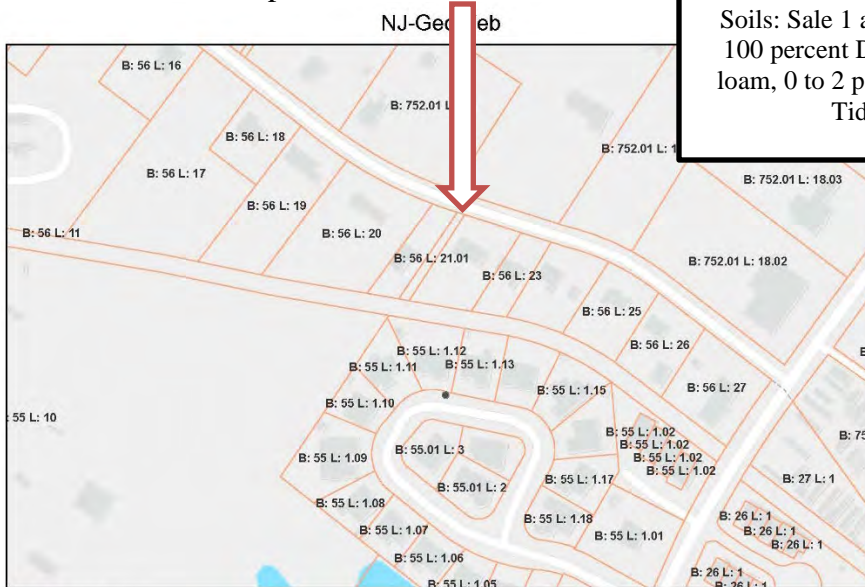 NJ-Ge eb
Soils: Sale 1
100 percent
loam, 0 to 2
B: 56 L: 16
B: 752.01
B: 56 L: 18
B: 752.01 L: 1
B: 56 L: 17
B: 752.01 L: 18.03
B: 56 L: 19
B: 56 L: 11
B: 56 L: 20
B: 56 L: 21.01
B: 752.01 L: 18.02
B: 56 L: 23
B: 56 L: 25
B: 56 L: 26
B: 55 L: 1.12
B: 55 L: 1.11
B: 55 L: 1.13
B: 56 L: 27
B: 55 L: 1.15
B: 55 L: 1.10
55 L: 10
B: 55 L: 1.02
B: 55 L: 1.02
B: 55 L: 1.02
B: 55 L: 1.02
B: 75
B: 55.01 L: 3
B: 55 L: 1.09
B: 55 L: 1.17
B: 27 L: 1
B: 55.01 L: 2
B: 55 L: 1.08
B: 55 L: 1.18
B: 26 L: 1
B: 55 L: 1.07
B: 55 L: 1.01
B: 26 L: 1
B: 26 L: 1
B: 55 L: 1.06
B: 26 L: 1
B: 55 L: 1.05
B: 26 L: 1